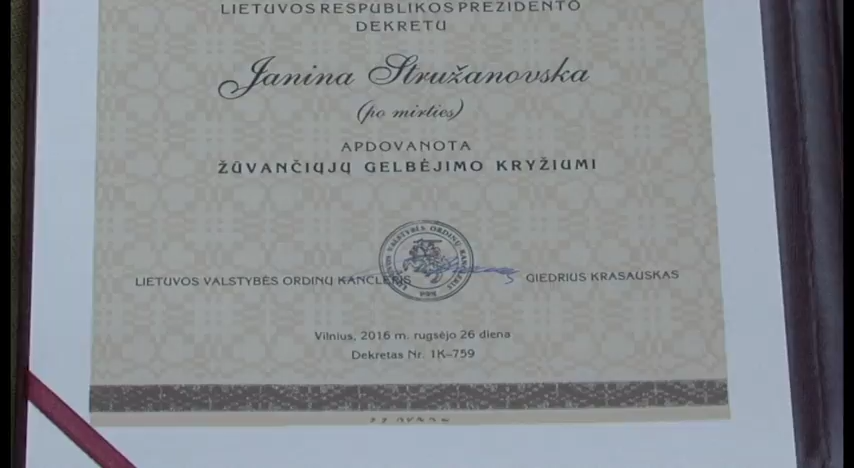 LIETUVOS RESPUBLIKOS PREZIDENTO
DEKRETU
Janina Stružanovska
(po mirties)
APDOVANOTA
ŽŪVANČIŲJŲ GELBĖJIMO KRYŽIUMI
LIETUVOS VALSTYBĖS ORDINŲ KANCLERIS
GIEDRIUS KRASAUSKAS
Vilnius, 2016 m. rugsėjo 26 diena
Dekretas Nr. 1K–759